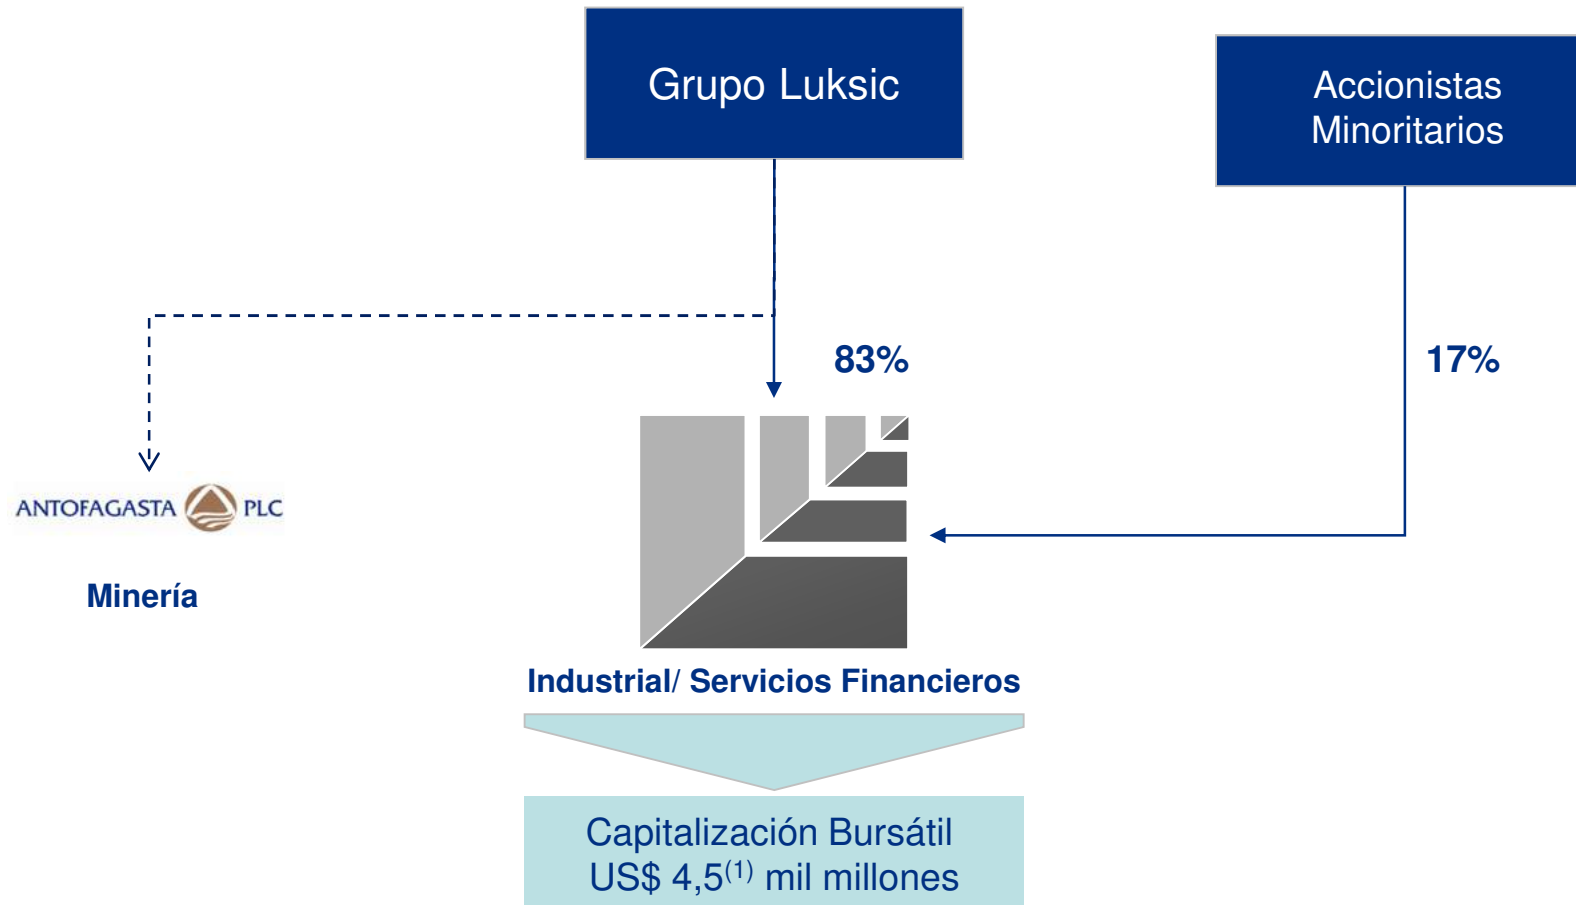 Grupo Luksic
Accionistas
Minoritarios
83%
17%
ANTOFAGASTA PLC
Minería
Industrial/ Servicios Financieros
Capitalización Bursátil
US$ 4,5(1) mil millones